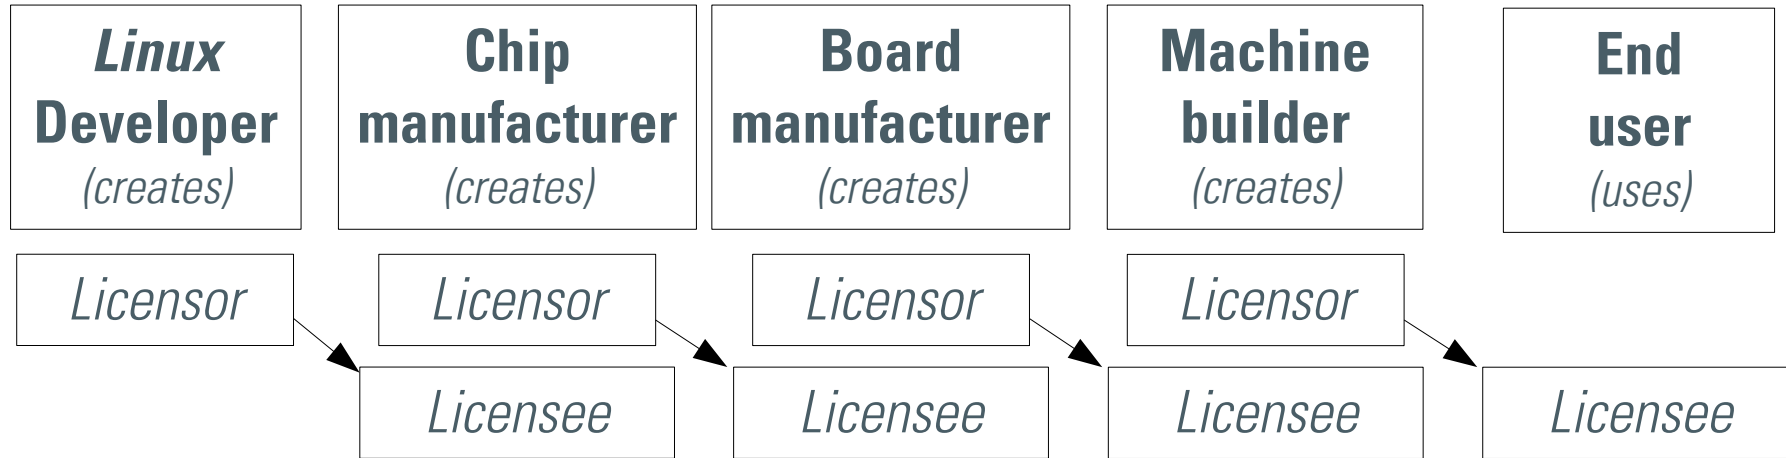 Linux
Developer
(creates)
Chip
manufacturer
(creates)
Board
manufacturer
(creates)
Machine
builder
(creates)
End
user
(uses)
Licensor
Licensor
Licensor
Licensor
Licensee
Licensee
Licensee
Licensee